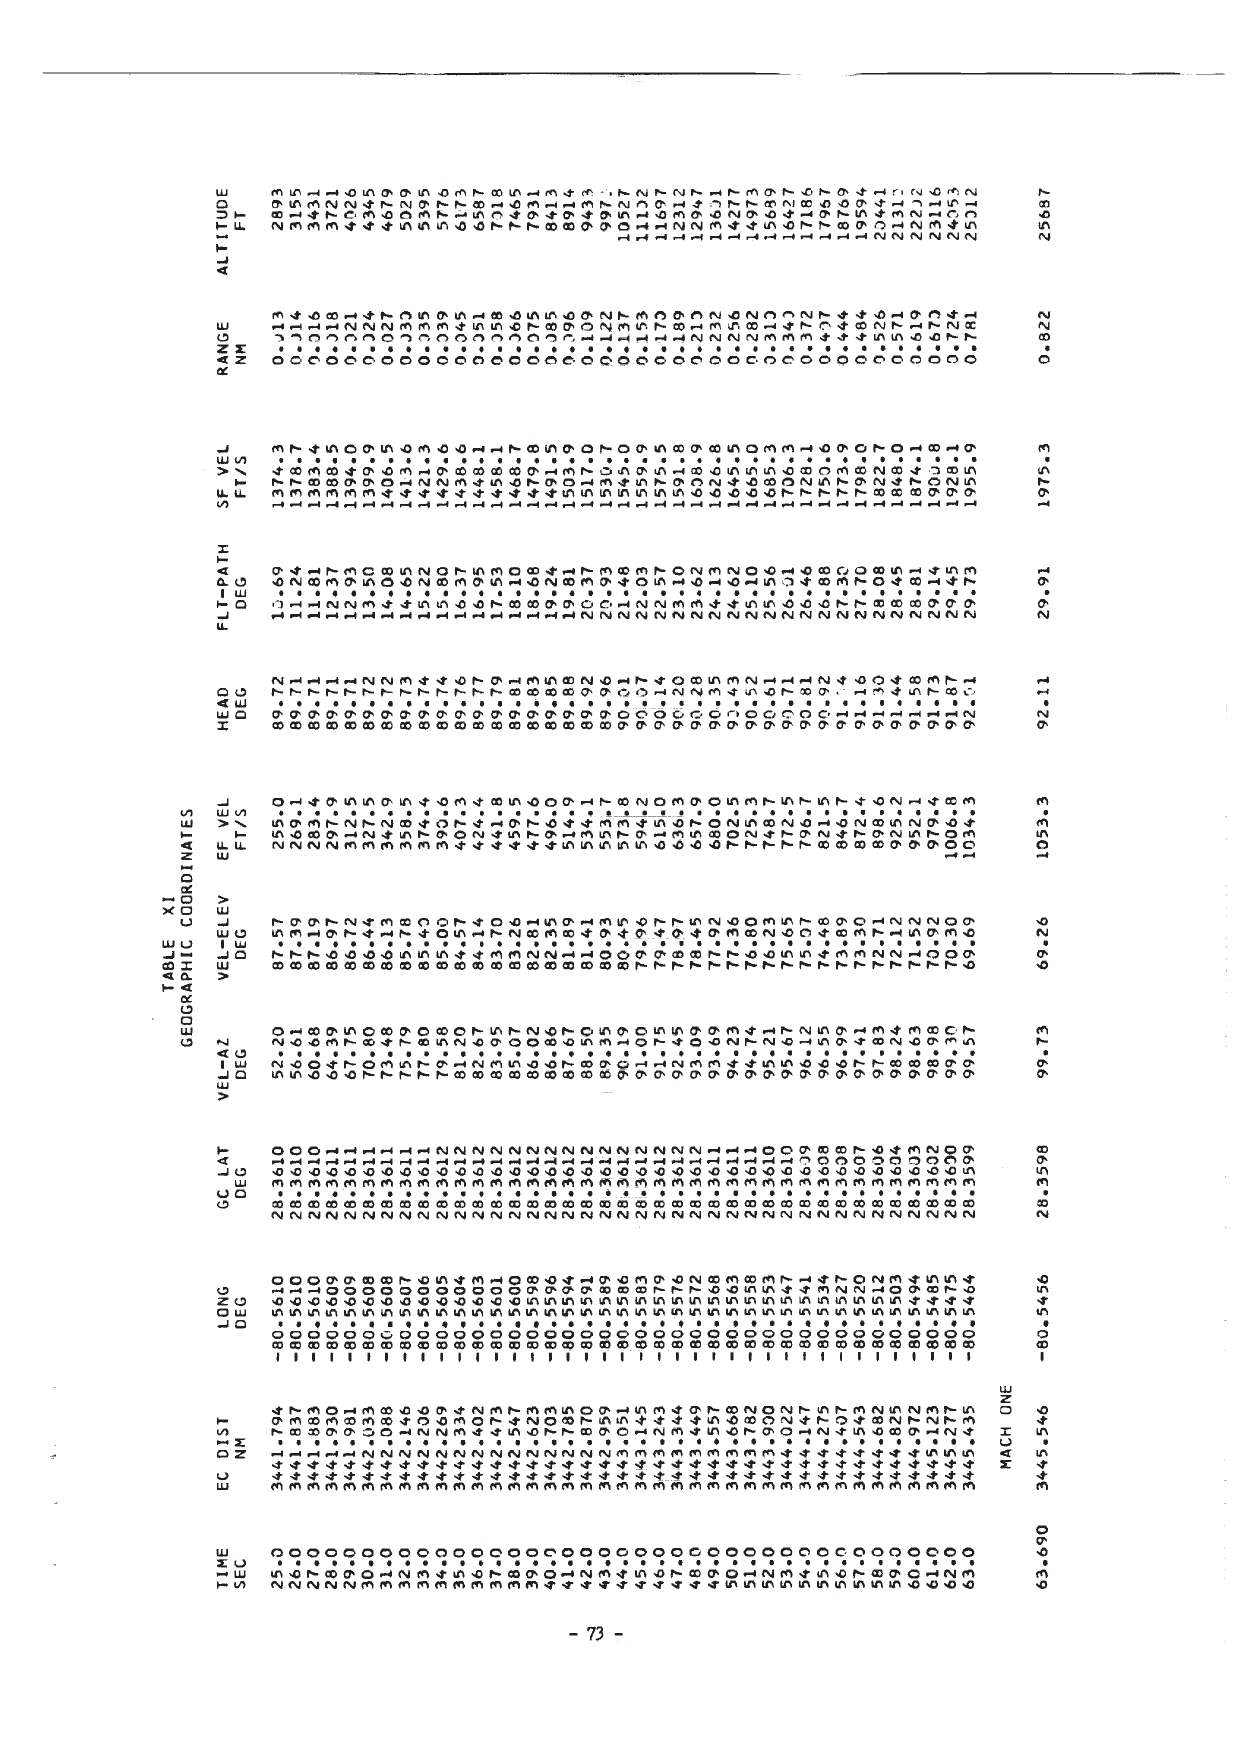 TABLE XI
GEOGRAPHIC COORDINATES
TIME EC DIST LONG GC LAT VEL-AZ VEL-ELEV EF VEL HEAD FLT-PATH SF VEL RANGE ALTITUDE
SEC NM DEG DEG DEG DEG FT/S DEG DEG FT/S NM FT
25.0 3441.794 -80.5610 28.3610 52.20 87.57 255.0 89.72 10.69 1374.3 0.013 2893
26.0 3441.837 -80.5610 28.3610 56.61 87.39 269.1 89.71 11.24 1378.7 0.014 3155
27.0 3441.883 -80.5610 28.3610 60.68 87.19 283.4 89.71 11.81 1383.4 0.016 3431
28.0 3441.930 -80.5609 28.3611 64.39 86.97 297.9 89.71 12.37 1388.5 0.018 3721
29.0 3441.981 -80.5609 28.3611 67.75 86.72 312.5 89.71 12.93 1394.0 0.021 4026
30.0 3442.033 -80.5608 28.3611 70.80 86.44 327.5 89.72 13.50 1399.9 0.024 4345
31.0 3442.088 -80.5608 28.3611 73.48 86.13 342.9 89.72 14.08 1406.5 0.027 4679
32.0 3442.146 -80.5607 28.3611 75.79 85.78 358.5 89.73 14.65 1413.6 0.030 5029
33.0 3442.206 -80.5606 28.3611 77.80 85.40 374.4 89.74 15.22 1421.3 0.035 5395
34.0 3442.269 -80.5605 28.3612 79.58 85.00 390.6 89.74 15.80 1429.6 0.039 5776
35.0 3442.334 -80.5604 28.3612 81.20 84.57 407.3 89.76 16.37 1438.6 0.045 6173
36.0 3442.402 -80.5603 28.3612 82.67 84.14 424.4 89.77 16.95 1448.1 0.051 6587
37.0 3442.473 -80.5601 28.3612 83.95 83.70 441.8 89.79 17.53 1458.1 0.058 7018
38.0 3442.547 -80.5600 28.3612 85.07 83.26 459.5 89.81 18.10 1468.7 0.066 7465
39.0 3442.623 -80.5598 28.3612 86.02 82.81 477.6 89.83 18.68 1479.8 0.075 7931
40.0 3442.703 -80.5596 28.3612 86.86 82.35 496.0 89.85 19.24 1491.5 0.085 8413
41.0 3442.785 -80.5594 28.3612 87.67 81.89 514.9 89.88 19.81 1503.9 0.096 8914
42.0 3442.870 -80.5591 28.3612 88.50 81.41 534.1 89.92 20.37 1517.0 0.109 9433
43.0 3442.959 -80.5589 28.3612 89.35 80.93 553.7 89.96 20.93 1530.7 0.122
44.0 3443.051 -80.5586 28.3612 90.19 80.45 573.8 90.01 21.48 1545.0 0.137 10527
45.0 3443.145 -80.5583 28.3612 91.00 79.96 594.2 90.07 22.03 1559.9 0.153 11102
46.0 3443.243 -80.5579 28.3612 91.75 79.47 615.0 90.14 22.57 1575.5 0.170 11697
47.0 3443.344 -80.5576 28.3612 92.45 78.97 636.3 90.20 23.10 1591.8 0.189 12312
48.0 3443.449 -80.5572 28.3612 93.09 78.45 657.9 90.28 23.62 1608.9 0.210 12947
49.0 3443.557 -80.5568 28.3611 93.69 77.92 680.0 90.35 24.13 1626.8 0.232 13601
50.0 3443.668 -80.5563 28.3611 94.23 77.36 702.5 90.43 24.62 1645.5 0.256 14277
51.0 3443.782 -80.5558 28.3611 94.74 76.80 725.3 90.52 25.10 1665.0 0.282 14973
52.0 3443.900 -80.5553 28.3610 95.21 76.23 748.7 90.61 25.56 1685.3 0.310 15689
53.0 3444.022 -80.5547 28.3610 95.67 75.65 772.5 90.71 26.01 1706.3 0.340 16427
54.0 3444.147 -80.5541 28.3609 96.12 75.07 796.7 90.81 26.46 1728.1 0.372 17186
55.0 3444.275 -80.5534 28.3608 96.55 74.48 821.5 90.92 26.88 1750.6 0.407 17967
56.0 3444.407 -80.5527 28.3608 96.99 73.89 846.7 27.30 1773.9 0.444 18769
57.0 3444.543 -80.5520 28.3607 97.41 73.30 872.4 91.16 27.70 1798.0 0.484 19594
58.0 3444.682 -80.5512 28.3606 97.83 72.71 898.6 91.30 28.08 1822.7 0.526 20441
59.0 3444.825 -80.5503 28.3604 98.24 72.12 925.2 91.44 28.45 1848.0 0.571
60.0 3444.972 -80.5494 28.3603 98.63 71.52 952.1 91.58 28.81 1874.1 0.619 22202
61.0 3445.123 -80.5485 28.3602 98.98 70.92 979.4 91.73 29.14 1900.8 0.670 23116
62.0 3445.277 -80.5475 28.3600 99.30 70.30 1006.8 91.87 29.45 1928.1 0.724 24053
63.0 3445.435 -80.5464 28.3599 99.57 69.69 1034.3 92.01 29.73 1955.9 0.781 25012
MACH ONE
63.690 3445.546 -80.5456 28.3598 99.73 69.26 1053.3 92.11 29.91 1975.3 0.822 25687
- 73 -